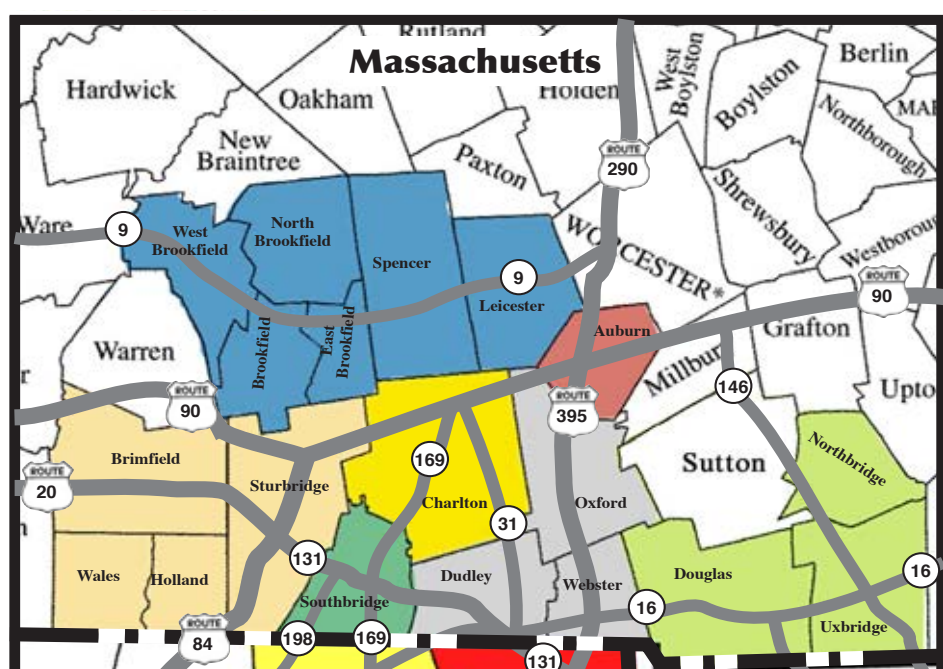 Rutland
Massachusetts
Berlin
West
Boylston
Boylston
Hardwick
Oakham
Holden
Northborough
New
Braintree
Paxton
ROUTE
290
Shrewsbury
Ware
9
West
Brookfield
North
Brookfield
Spencer
WORCESTER*
9
Leicester
ROUTE
90
Auburn
Grafton
Warren
Brookfield
East
Brookfield
Millbur
146
Upto
ROUTE
90
ROUTE
395
Brimfield
169
Sutton
Northbridge
ROUTE
20
Sturbridge
Charlton
31
Oxford
131
Wales
Holland
Dudley
Webster
Douglas
16
Southbridge
16
Uxbridge
ROUTE
84
198
169
131